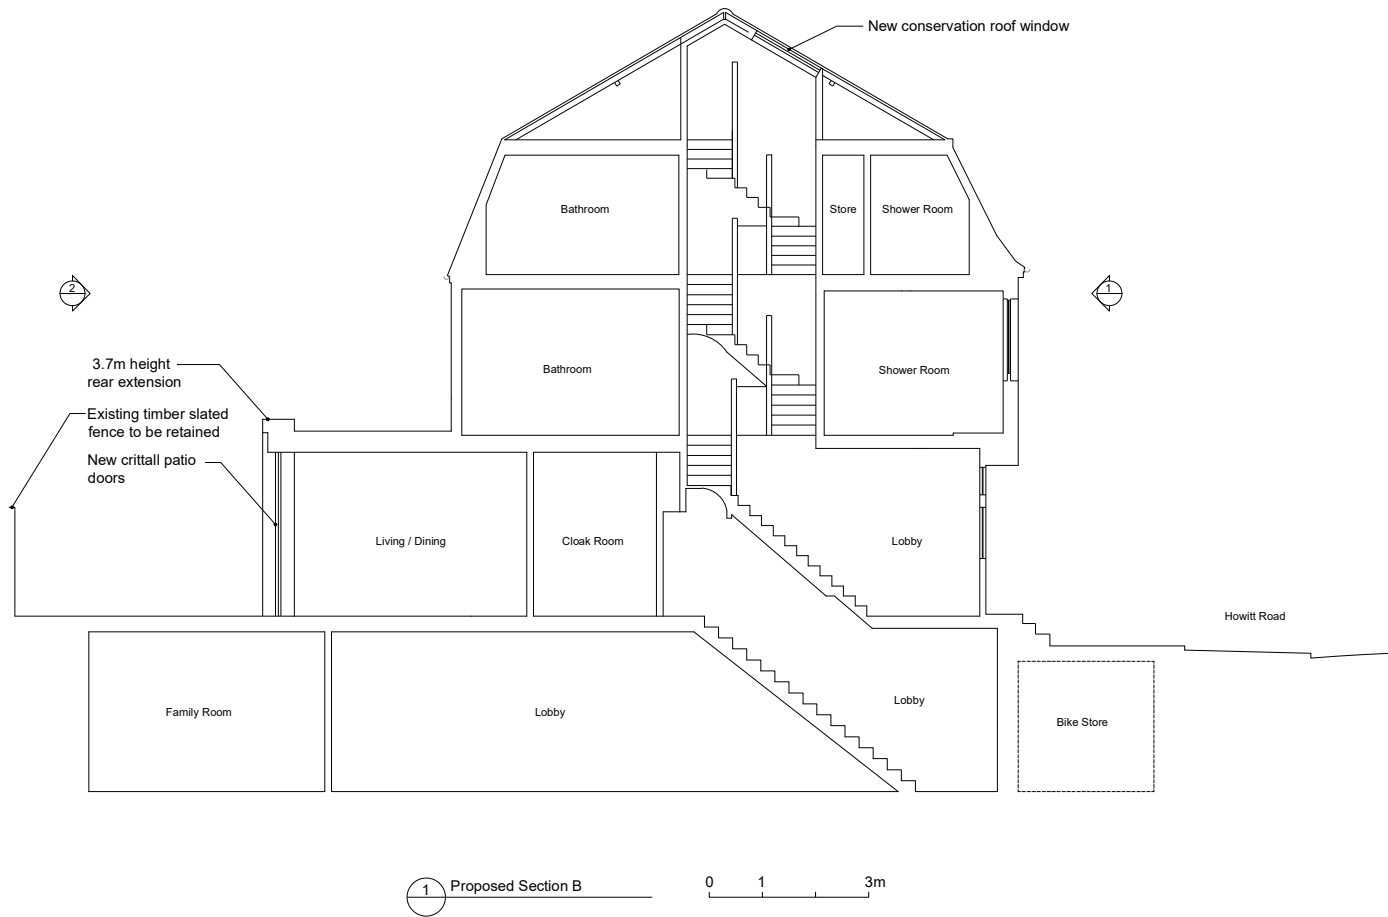 New conservation roof window
Bathroom
Store
Shower Room
2
1
3.7m height
rear extension
Bathroom
Shower Room
Existing timber slated
fence to be retained
New crittall patio
doors
Living / Dining
Cloak Room
Lobby
Howitt Road
Family Room
Lobby
Lobby
Bike Store
1
Proposed Section B
0 1 3m